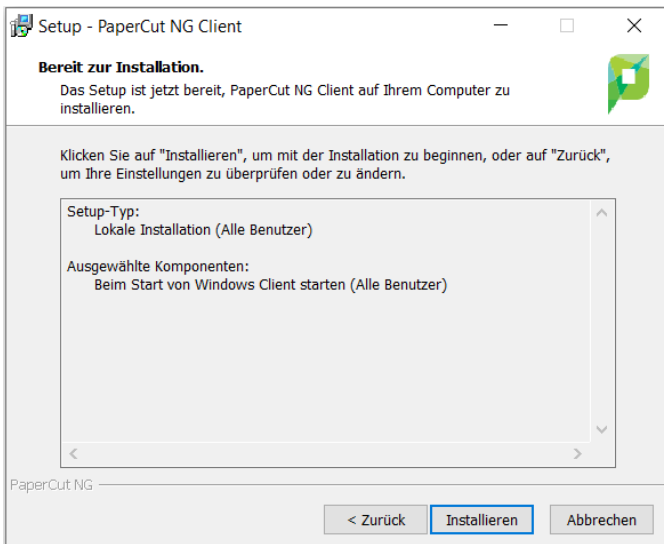 Setup - PaperCut NG Client
Bereit zur Installation.
Das Setup ist jetzt bereit, PaperCut NG Client auf Ihrem Computer zu
installieren.
Klicken Sie auf "Installieren", um mit der Installation zu beginnen, oder auf "Zurück",
um Ihre Einstellungen zu überprüfen oder zu ändern.
Setup-Typ:
Lokale Installation (Alle Benutzer)
Ausgewählte Komponenten:
Beim Start von Windows Client starten (Alle Benutzer)
PaperCut NG
< Zurück Installieren Abbrechen